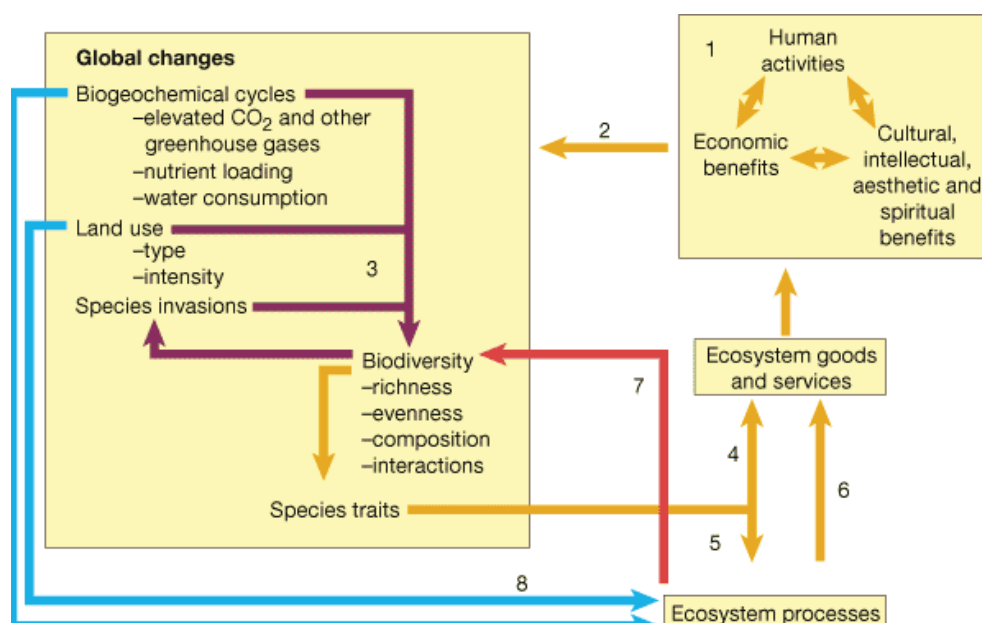 Global changes
Biogeochemical cycles
–elevated CO₂ and other
greenhouse gases
–nutrient loading
–water consumption
Land use
–type
–intensity
3
Species invasions
Biodiversity
–richness
–evenness
–composition
–interactions
Species traits
2
1
Human
activities
Economic
benefits
Cultural,
intellectual,
aesthetic and
spiritual
benefits
Ecosystem goods
and services
7
4
6
5
8
Ecosystem processes